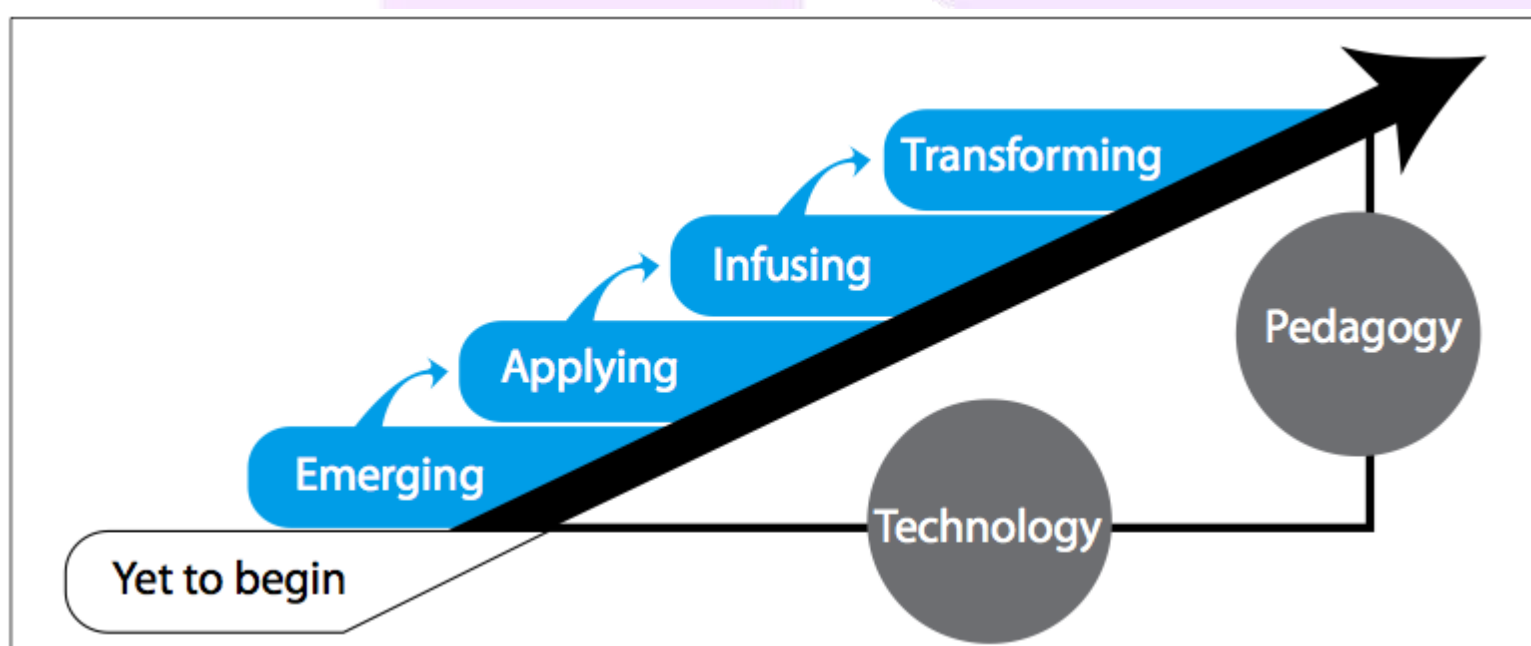 Transforming
Infusing
Pedagogy
Applying
Emerging
Technology
Yet to begin